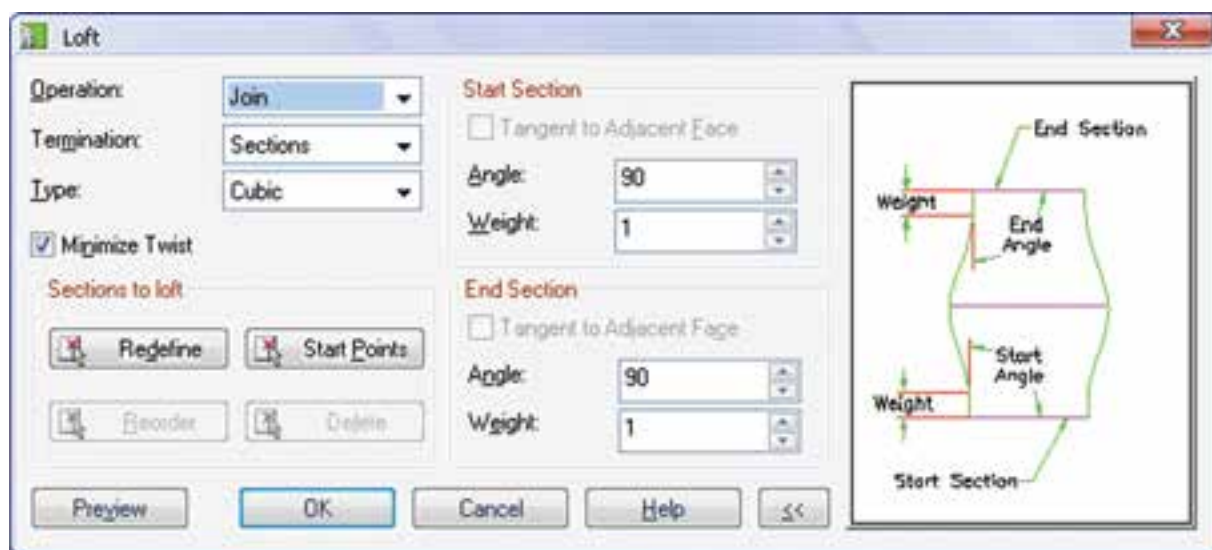 Loft
Operation:
Join
Termination:
Sections
Type:
Cubic
Minimize Twist
Sections to loft
Redefine
Start Points
Reorder
Delete
Start Section
Tangent to Adjacent Face
Angle:
90
Weight:
1
End Section
Tangent to Adjacent Face
Angle:
90
Weight:
1
Preview
OK
Cancel
Help
<<
End Section
Weight
End
Angle
Start
Angle
Weight
Start Section